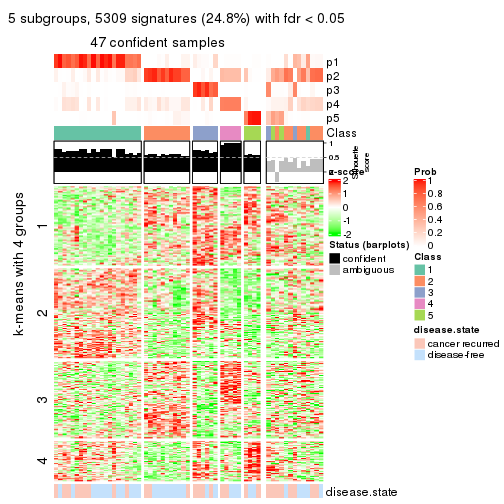 5 subgroups, 5309 signatures (24.8%) with fdr < 0.05
47 confident samples
p1
p2
p3
p4
p5
Class
1
0.5
0
Silhouette
score
z-score
2
1
0
-1
-2
Status (barplots)
confident
ambiguous
Prob
1
0.8
0.6
0.4
0.2
0
Class
1
2
3
4
5
disease.state
cancer recurred
disease-free
k-means with 4 groups
1
2
3
4
disease.state